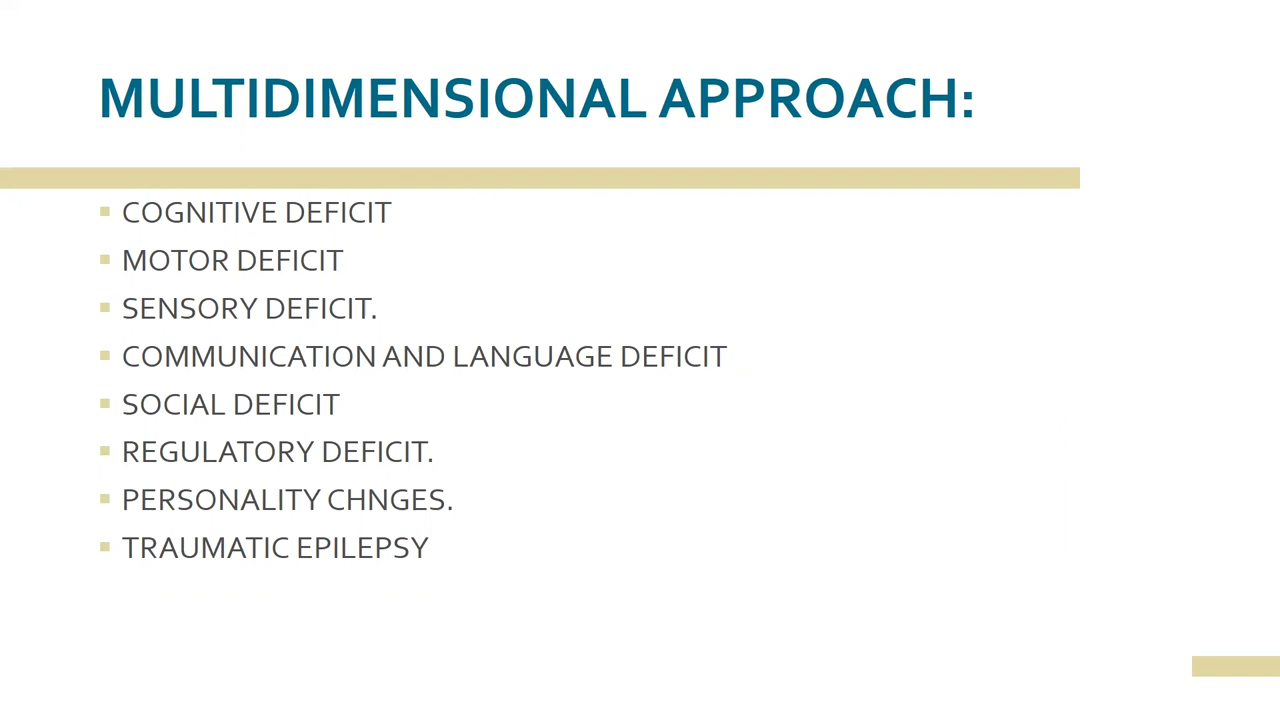 MULTIDIMENSIONAL APPROACH:
COGNITIVE DEFICIT
MOTOR DEFICIT
SENSORY DEFICIT.
COMMUNICATION AND LANGUAGE DEFICIT
SOCIAL DEFICIT
REGULATORY DEFICIT.
PERSONALITY CHNGES.
TRAUMATIC EPILEPSY